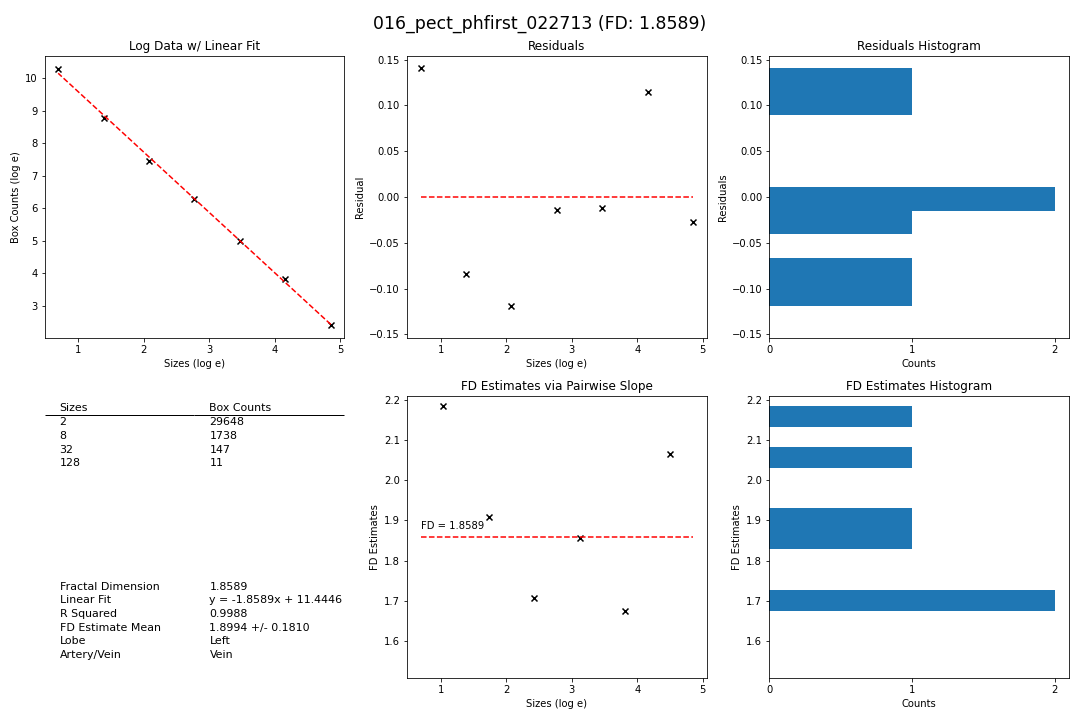 016_pect_phfirst_022713 (FD: 1.8589)
Log Data w/ Linear Fit
Box Counts (log e)
10
9
8
7
6
5
4
3
1 2 3 4 5
Sizes (log e)
Residuals
Residual
0.15
0.10
0.05
0.00
−0.05
−0.10
−0.15
1 2 3 4 5
Sizes (log e)
Residuals Histogram
Residuals
0.15
0.10
0.05
0.00
−0.05
−0.10
−0.15
0 1 2
Counts
Sizes Box Counts
2 29648
8 1738
32 147
128 11
Fractal Dimension 1.8589
Linear Fit y = -1.8589x + 11.4446
R Squared 0.9988
FD Estimate Mean 1.8994 +/- 0.1810
Lobe Left
Artery/Vein Vein
FD Estimates via Pairwise Slope
FD Estimates
2.2
2.1
2.0
1.9
1.8
1.7
1.6
FD = 1.8589
1 2 3 4 5
Sizes (log e)
FD Estimates Histogram
FD Estimates
2.2
2.1
2.0
1.9
1.8
1.7
1.6
0 1 2
Counts